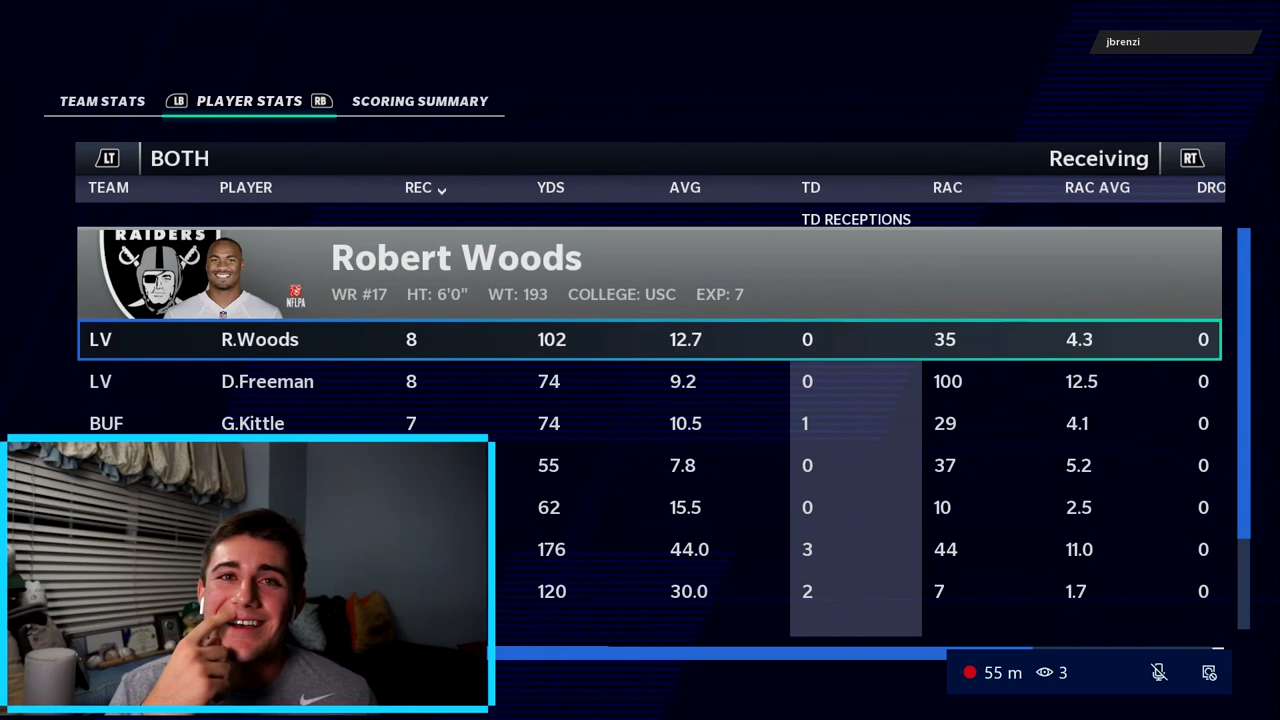 jbrenzi
TEAM STATS LB PLAYER STATS RB SCORING SUMMARY
LT BOTH Receiving RT
TEAM PLAYER REC YDS AVG TD RAC RAC AVG DRO
TD RECEPTIONS
RAIDERS
Robert Woods
NFLPA WR #17 HT: 6'0" WT: 193 COLLEGE: USC EXP: 7
LV R.Woods 8 102 12.7 0 35 4.3 0
LV D.Freeman 8 74 9.2 0 100 12.5 0
BUF G.Kittle 7 74 10.5 1 29 4.1 0
55 7.8 0 37 5.2 0
62 15.5 0 10 2.5 0
176 44.0 3 44 11.0 0
120 30.0 2 7 1.7 0
55 m 3